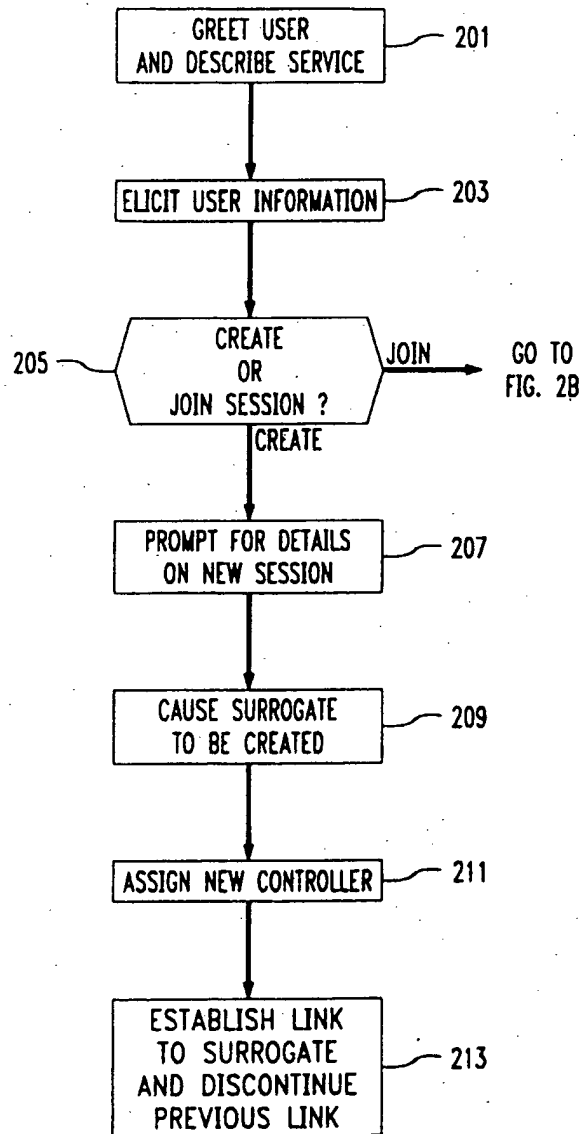 GREET USER
AND DESCRIBE SERVICE
201
ELICIT USER INFORMATION
203
205
CREATE
OR
JOIN SESSION ?
JOIN
GO TO
FIG. 2B
CREATE
PROMPT FOR DETAILS
ON NEW SESSION
207
CAUSE SURROGATE
TO BE CREATED
209
ASSIGN NEW CONTROLLER
211
ESTABLISH LINK
TO SURROGATE
AND DISCONTINUE
PREVIOUS LINK
213